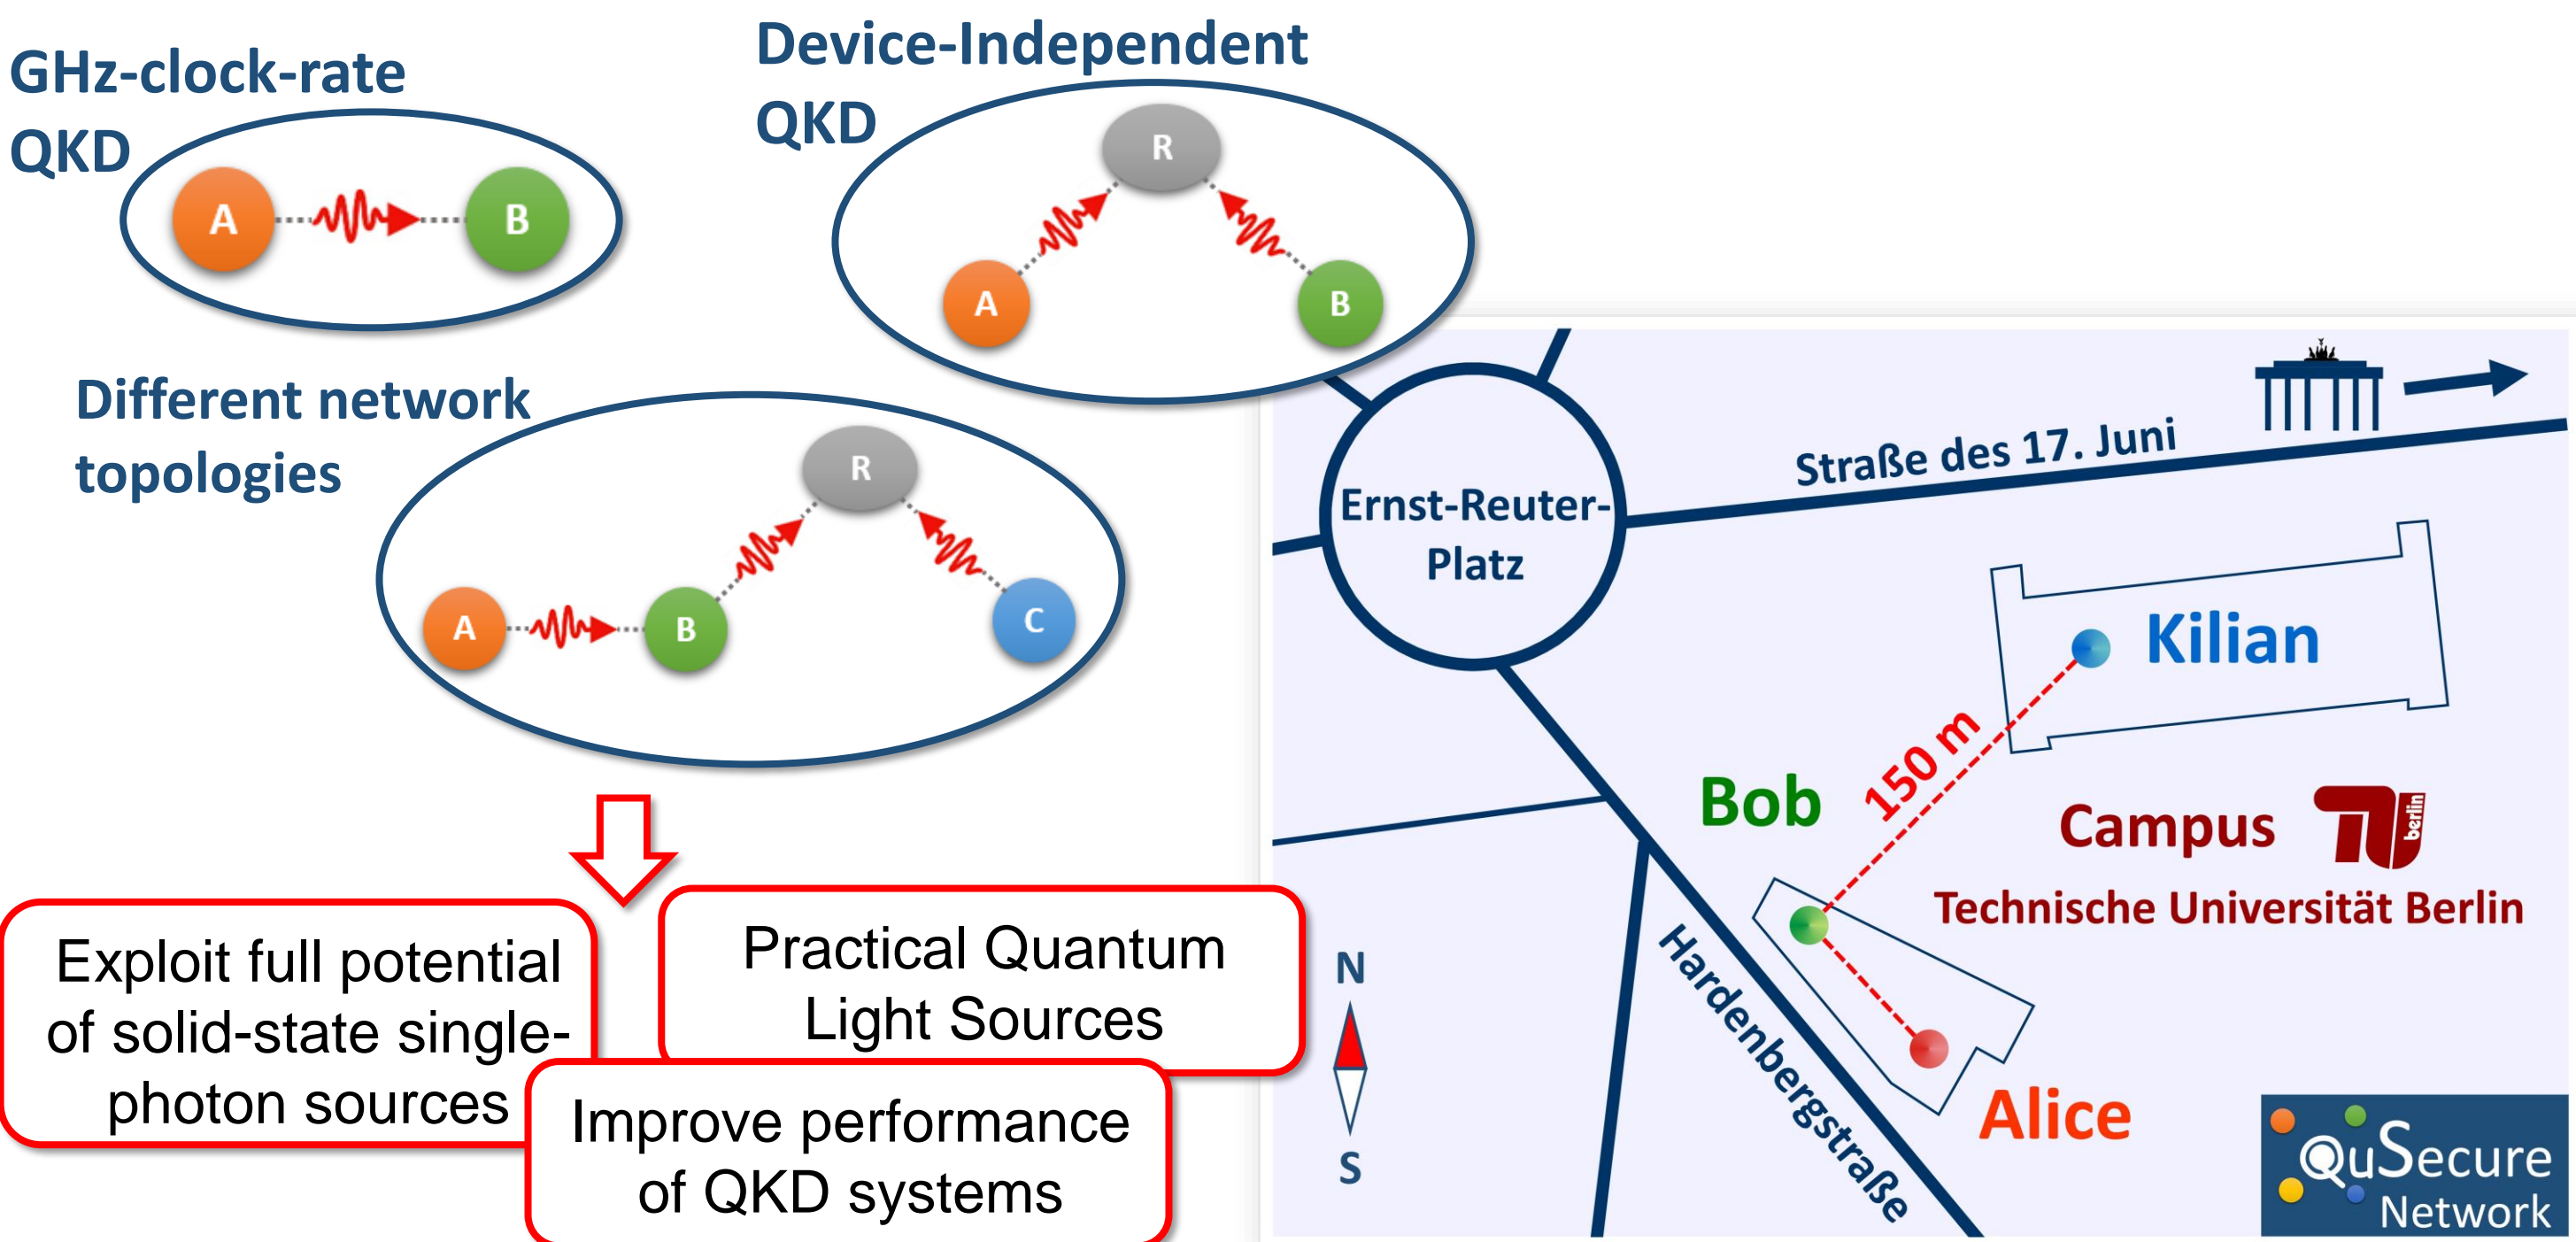 GHz-clock-rate
QKD
A
B
Device-Independent
QKD
R
A
B
Different network
topologies
R
A
B
C
Exploit full potential
of solid-state single-
photon sources
Practical Quantum
Light Sources
Improve performance
of QKD systems
Straße des 17. Juni
Ernst-Reuter-
Platz
Kilian
150 m
Bob
Campus
TU berlin
Technische Universität Berlin
Hardenbergstraße
Alice
N
S
QuSecure
Network